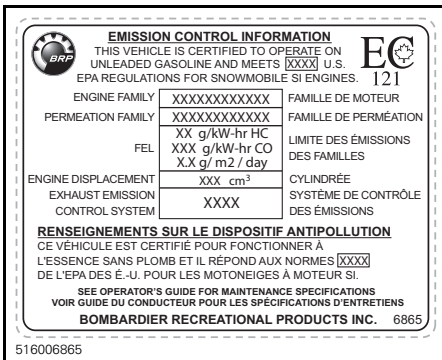 EMISSION CONTROL INFORMATION
THIS VEHICLE IS CERTIFIED TO OPERATE ON
UNLEADED GASOLINE AND MEETS XXXX U.S.
EPA REGULATIONS FOR SNOWMOBILE SI ENGINES.
BRP
EC
121
ENGINE FAMILY XXXXXXXXXXXX FAMILLE DE MOTEUR
PERMEATION FAMILY XXXXXXXXXXXX FAMILLE DE PERMÉATION
XX g/kW-hr HC
FEL XXX g/kW-hr CO LIMITE DES ÉMISSIONS
X.X g/ m2 / day DES FAMILLES
ENGINE DISPLACEMENT XXX cm³ CYLINDRÉE
EXHAUST EMISSION XXXX SYSTÈME DE CONTRÔLE
CONTROL SYSTEM DES ÉMISSIONS
RENSEIGNEMENTS SUR LE DISPOSITIF ANTIPOLLUTION
CE VÉHICULE EST CERTIFIÉ POUR FONCTIONNER À
L'ESSENCE SANS PLOMB ET IL RÉPOND AUX NORMES XXXX
DE L'EPA DES É.-U. POUR LES MOTONEIGES À MOTEUR SI.
SEE OPERATOR'S GUIDE FOR MAINTENANCE SPECIFICATIONS
VOIR GUIDE DU CONDUCTEUR POUR LES SPÉCIFICATIONS D'ENTRETIENS
BOMBARDIER RECREATIONAL PRODUCTS INC. 6865
516006865